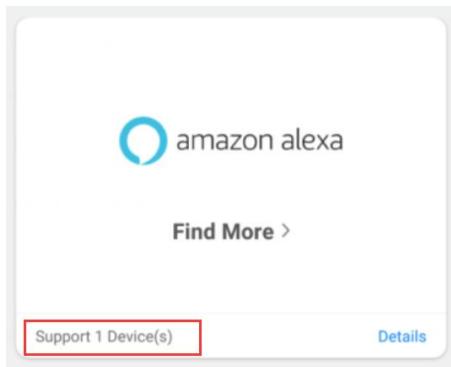 amazon alexa
Find More >
Support 1 Device(s)
Details